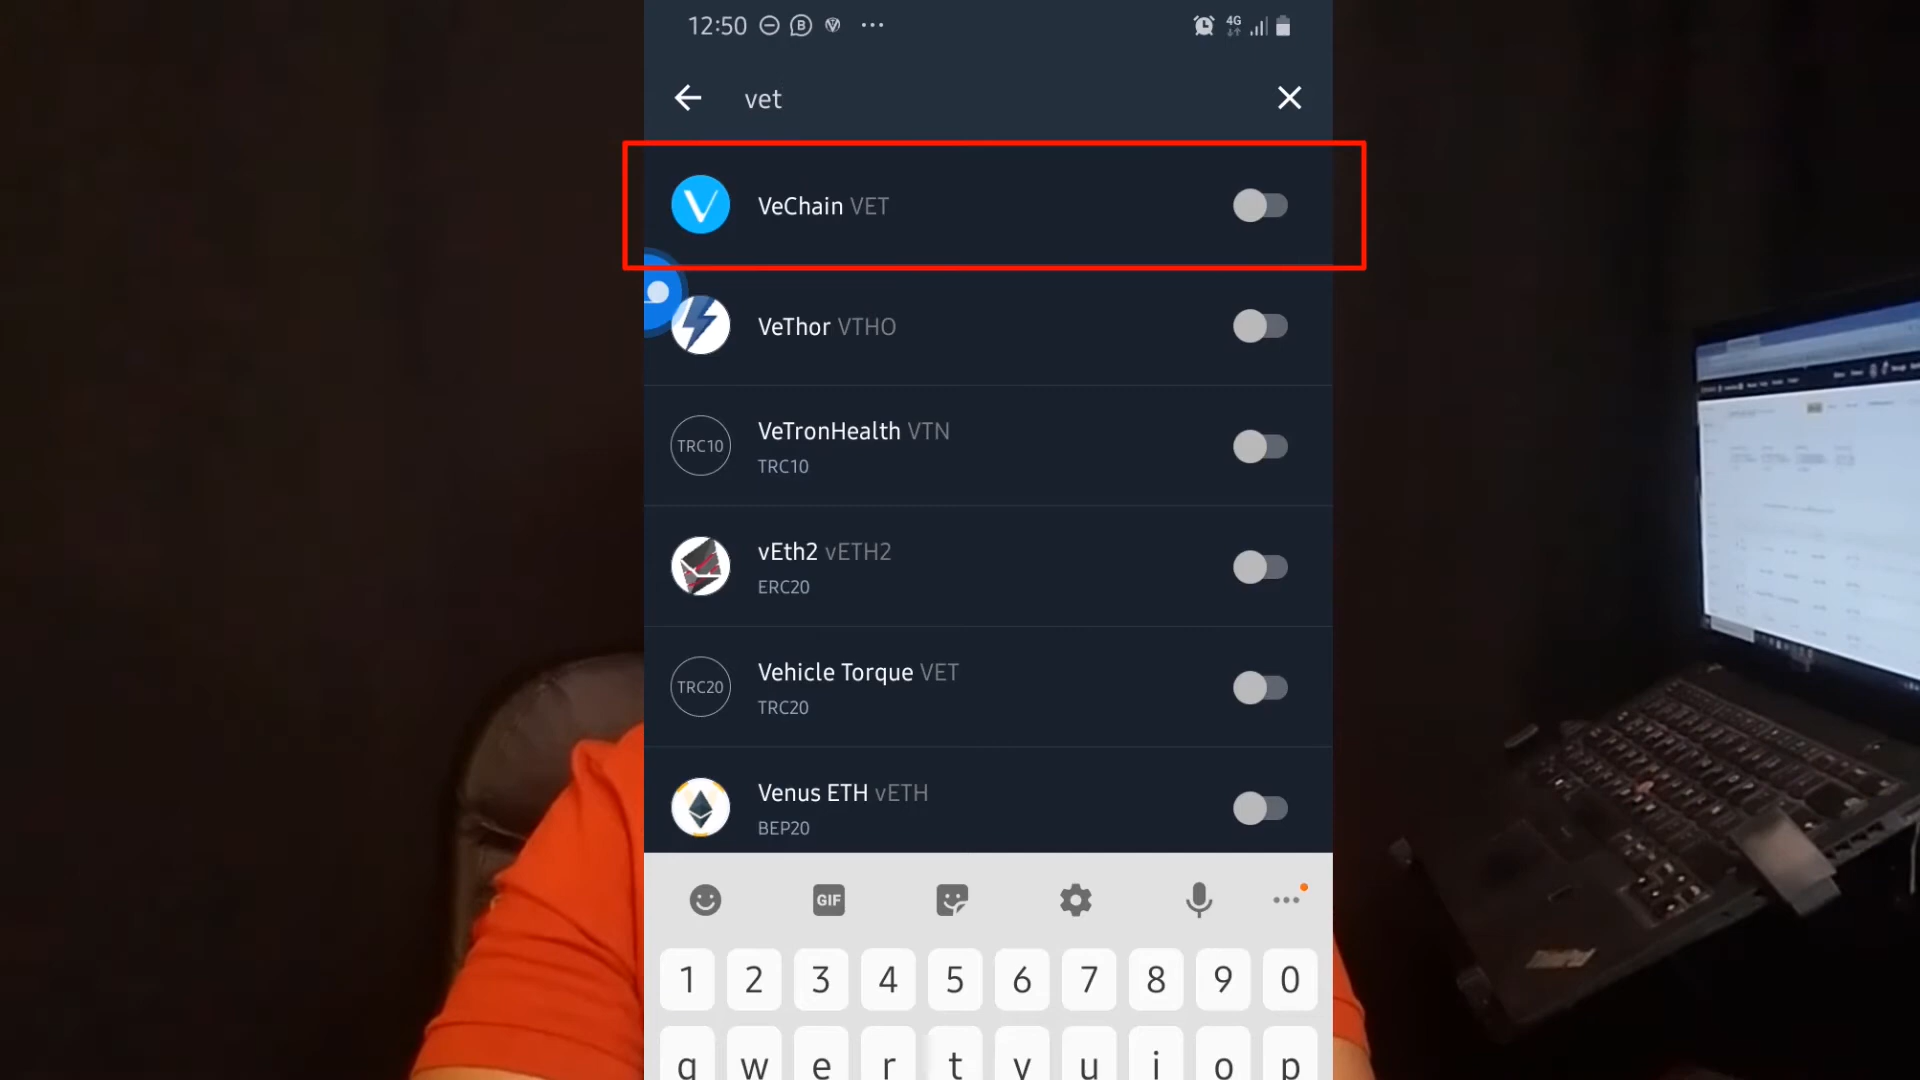 12:50
4G
vet
VeChain VET
VeThor VTHO
TRC10
VeTronHealth VTN
TRC10
vEth2 vETH2
ERC20
TRC20
Vehicle Torque VET
TRC20
Venus ETH vETH
BEP20
GIF
1 2 3 4 5 6 7 8 9 0
q w e r t y u i o p